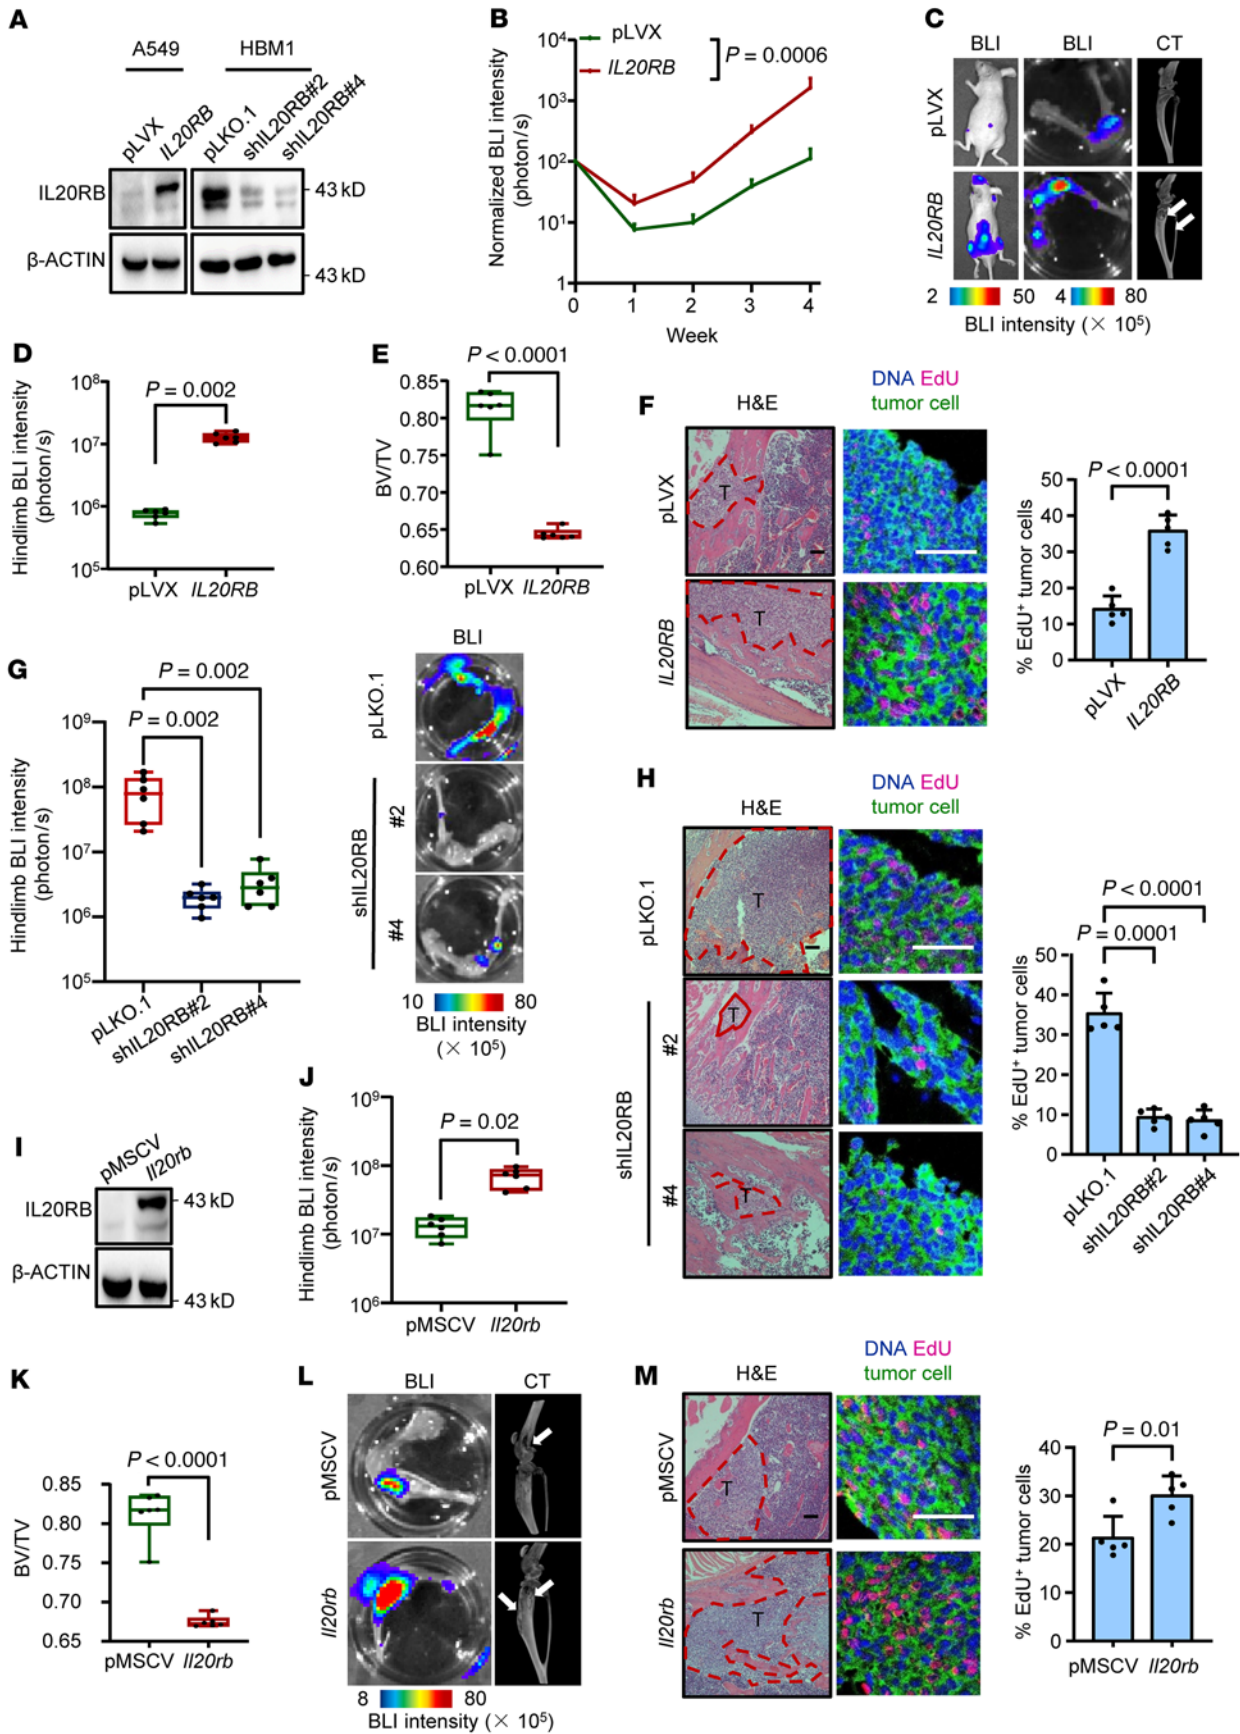 A
A549
HBM1
pLVX
IL20RB
pLKO.1
shIL20RB#2
shIL20RB#4
IL20RB
43 kD
β-ACTIN
43 kD
B
pLVX
IL20RB
P = 0.0006
Normalized BLI intensity
(photon/s)
10⁴
10³
10²
10¹
1
0
1
2
3
4
Week
C
BLI
BLI
CT
pLVX
IL20RB
2
50
4
80
BLI intensity (× 10⁵)
D
P = 0.002
Hindlimb BLI intensity
(photon/s)
10⁸
10⁷
10⁶
10⁵
pLVX
IL20RB
E
P < 0.0001
BV/TV
0.85
0.80
0.75
0.70
0.65
0.60
pLVX
IL20RB
F
H&E
DNA EdU
tumor cell
pLVX
T
IL20RB
T
P < 0.0001
% EdU⁺ tumor cells
50
40
30
20
10
0
pLVX
IL20RB
G
P = 0.002
P = 0.002
Hindlimb BLI intensity
(photon/s)
10⁹
10⁸
10⁷
10⁶
10⁵
pLKO.1
shIL20RB#2
shIL20RB#4
BLI
pLKO.1
shIL20RB
#2
#4
10
80
BLI intensity
(× 10⁵)
H
H&E
DNA EdU
tumor cell
pLKO.1
T
shIL20RB
#2
T
#4
T
P < 0.0001
P = 0.0001
% EdU⁺ tumor cells
50
40
30
20
10
0
pLKO.1
shIL20RB#2
shIL20RB#4
I
pMSCV
Il20rb
IL20RB
43 kD
β-ACTIN
43 kD
J
P = 0.02
Hindlimb BLI intensity
(photon/s)
10⁹
10⁸
10⁷
10⁶
pMSCV
Il20rb
K
P < 0.0001
BV/TV
0.85
0.80
0.75
0.70
0.65
pMSCV
Il20rb
L
BLI
CT
pMSCV
Il20rb
8
80
BLI intensity (× 10⁵)
M
H&E
DNA EdU
tumor cell
pMSCV
T
Il20rb
T
P = 0.01
% EdU⁺ tumor cells
40
30
20
10
0
pMSCV
Il20rb